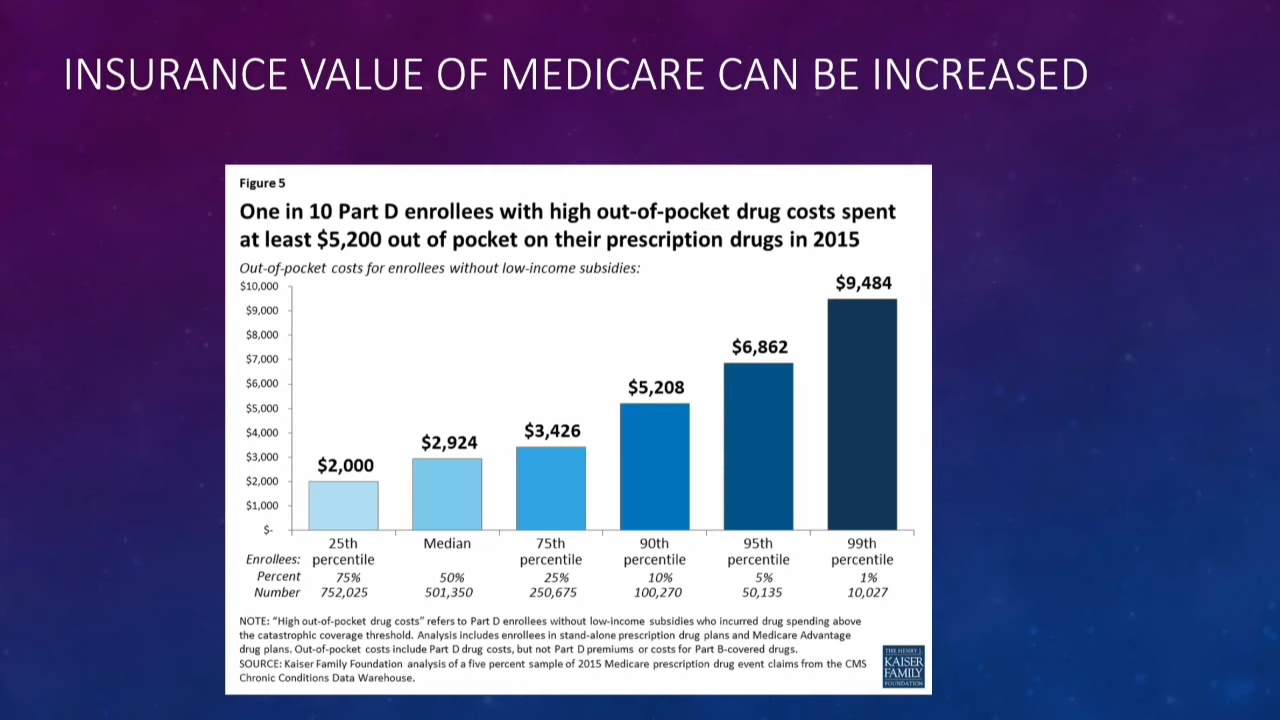 INSURANCE VALUE OF MEDICARE CAN BE INCREASED
Figure 5
One in 10 Part D enrollees with high out-of-pocket drug costs spent
at least $5,200 out of pocket on their prescription drugs in 2015
Out-of-pocket costs for enrollees without low-income subsidies:
$10,000
$9,000
$8,000
$7,000
$6,000
$5,000
$4,000
$3,000
$2,000
$1,000
$-
$2,000
$2,924
$3,426
$5,208
$6,862
$9,484
25th Median 75th 90th 95th 99th
Enrollees: percentile percentile percentile percentile percentile
Percent 75% 50% 25% 10% 5% 1%
Number 752,025 501,350 250,675 100,270 50,135 10,027
NOTE: “High out-of-pocket drug costs” refers to Part D enrollees without low-income subsidies who incurred drug spending above
the catastrophic coverage threshold. Analysis includes enrollees in stand-alone prescription drug plans and Medicare Advantage
drug plans. Out-of-pocket costs include Part D drug costs, but not Part D premiums or costs for Part B-covered drugs.
SOURCE: Kaiser Family Foundation analysis of a five percent sample of 2015 Medicare prescription drug event claims from the CMS
Chronic Conditions Data Warehouse.
THE HENRY J.
KAISER
FAMILY
FOUNDATION